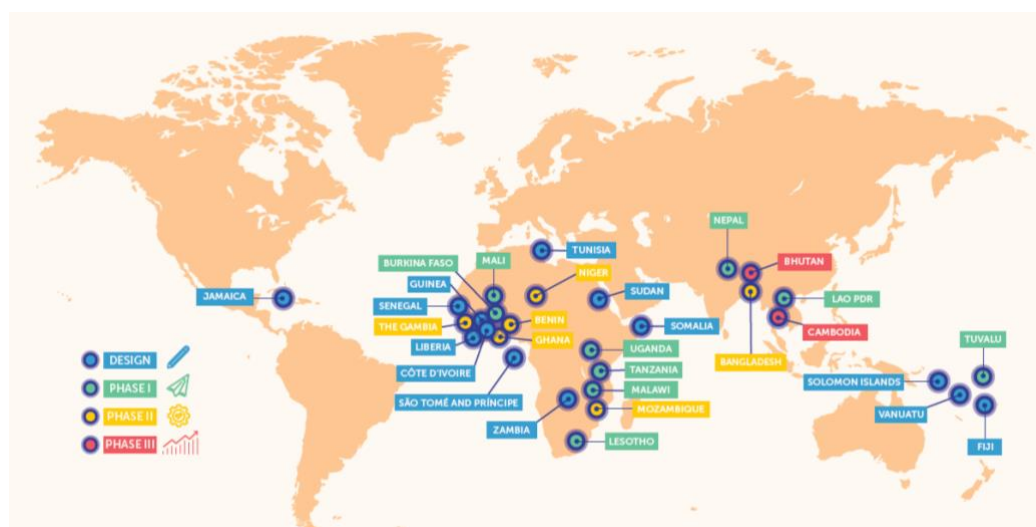 NEPAL
TUNISIA
BHUTAN
BURKINA FASO
MALI
NIGER
GUINEA
SUDAN
JAMAICA
LAO PDR
SENEGAL
THE GAMBIA
BENIN
SOMALIA
CAMBODIA
GHANA
TUVALU
LIBERIA
UGANDA
DESIGN
BANGLADESH
CÔTE D'IVOIRE
TANZANIA
SOLOMON ISLANDS
MALAWI
SÃO TOMÉ AND PRÍNCIPE
MOZAMBIQUE
VANUATU
ZAMBIA
LESOTHO
FIJI
PHASE I
PHASE II
PHASE III